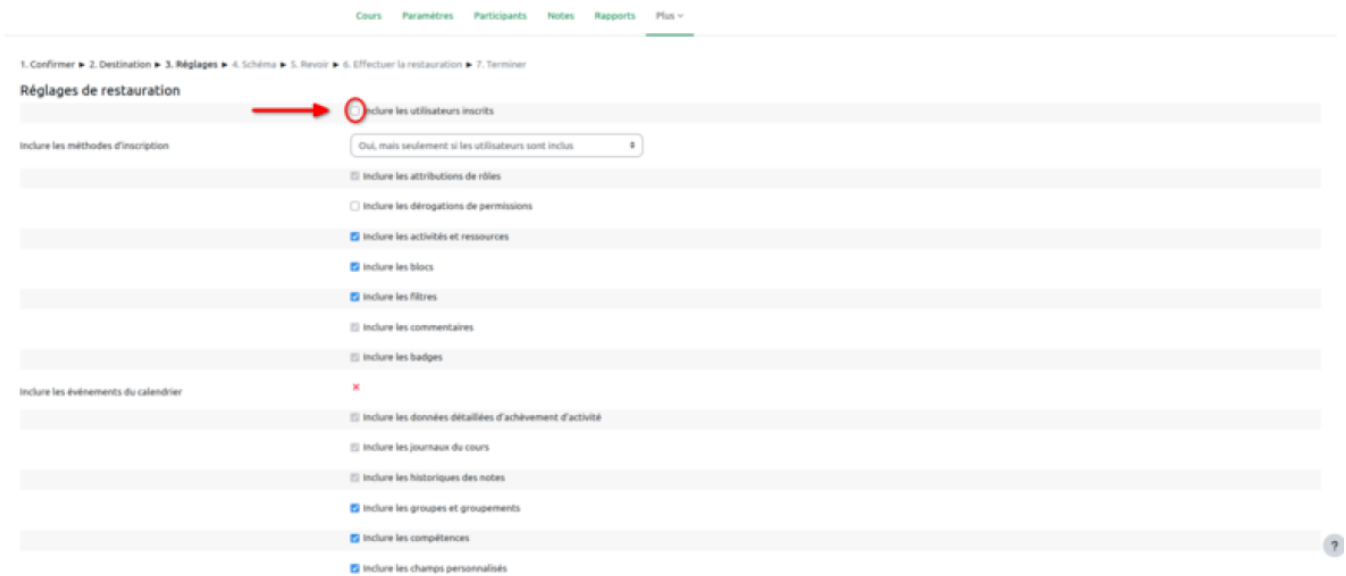 Cours Paramètres Participants Notes Rapports Plus
1. Confirmer ► 2. Destination ► 3. Réglages ► 4. Schéma ► 5. Revoir ► 6. Effectuer la restauration ► 7. Terminer
Réglages de restauration
Inclure les utilisateurs inscrits
Inclure les méthodes d'inscription Oui, mais seulement si les utilisateurs sont inclus
Inclure les attributions de rôles
Inclure les dérogations de permissions
Inclure les activités et ressources
Inclure les blocs
Inclure les filtres
Inclure les commentaires
Inclure les badges
Inclure les événements du calendrier
Inclure les données détaillées d'achèvement d'activité
Inclure les journaux du cours
Inclure les historiques des notes
Inclure les groupes et groupements
Inclure les compétences
?
Inclure les champs personnalisés